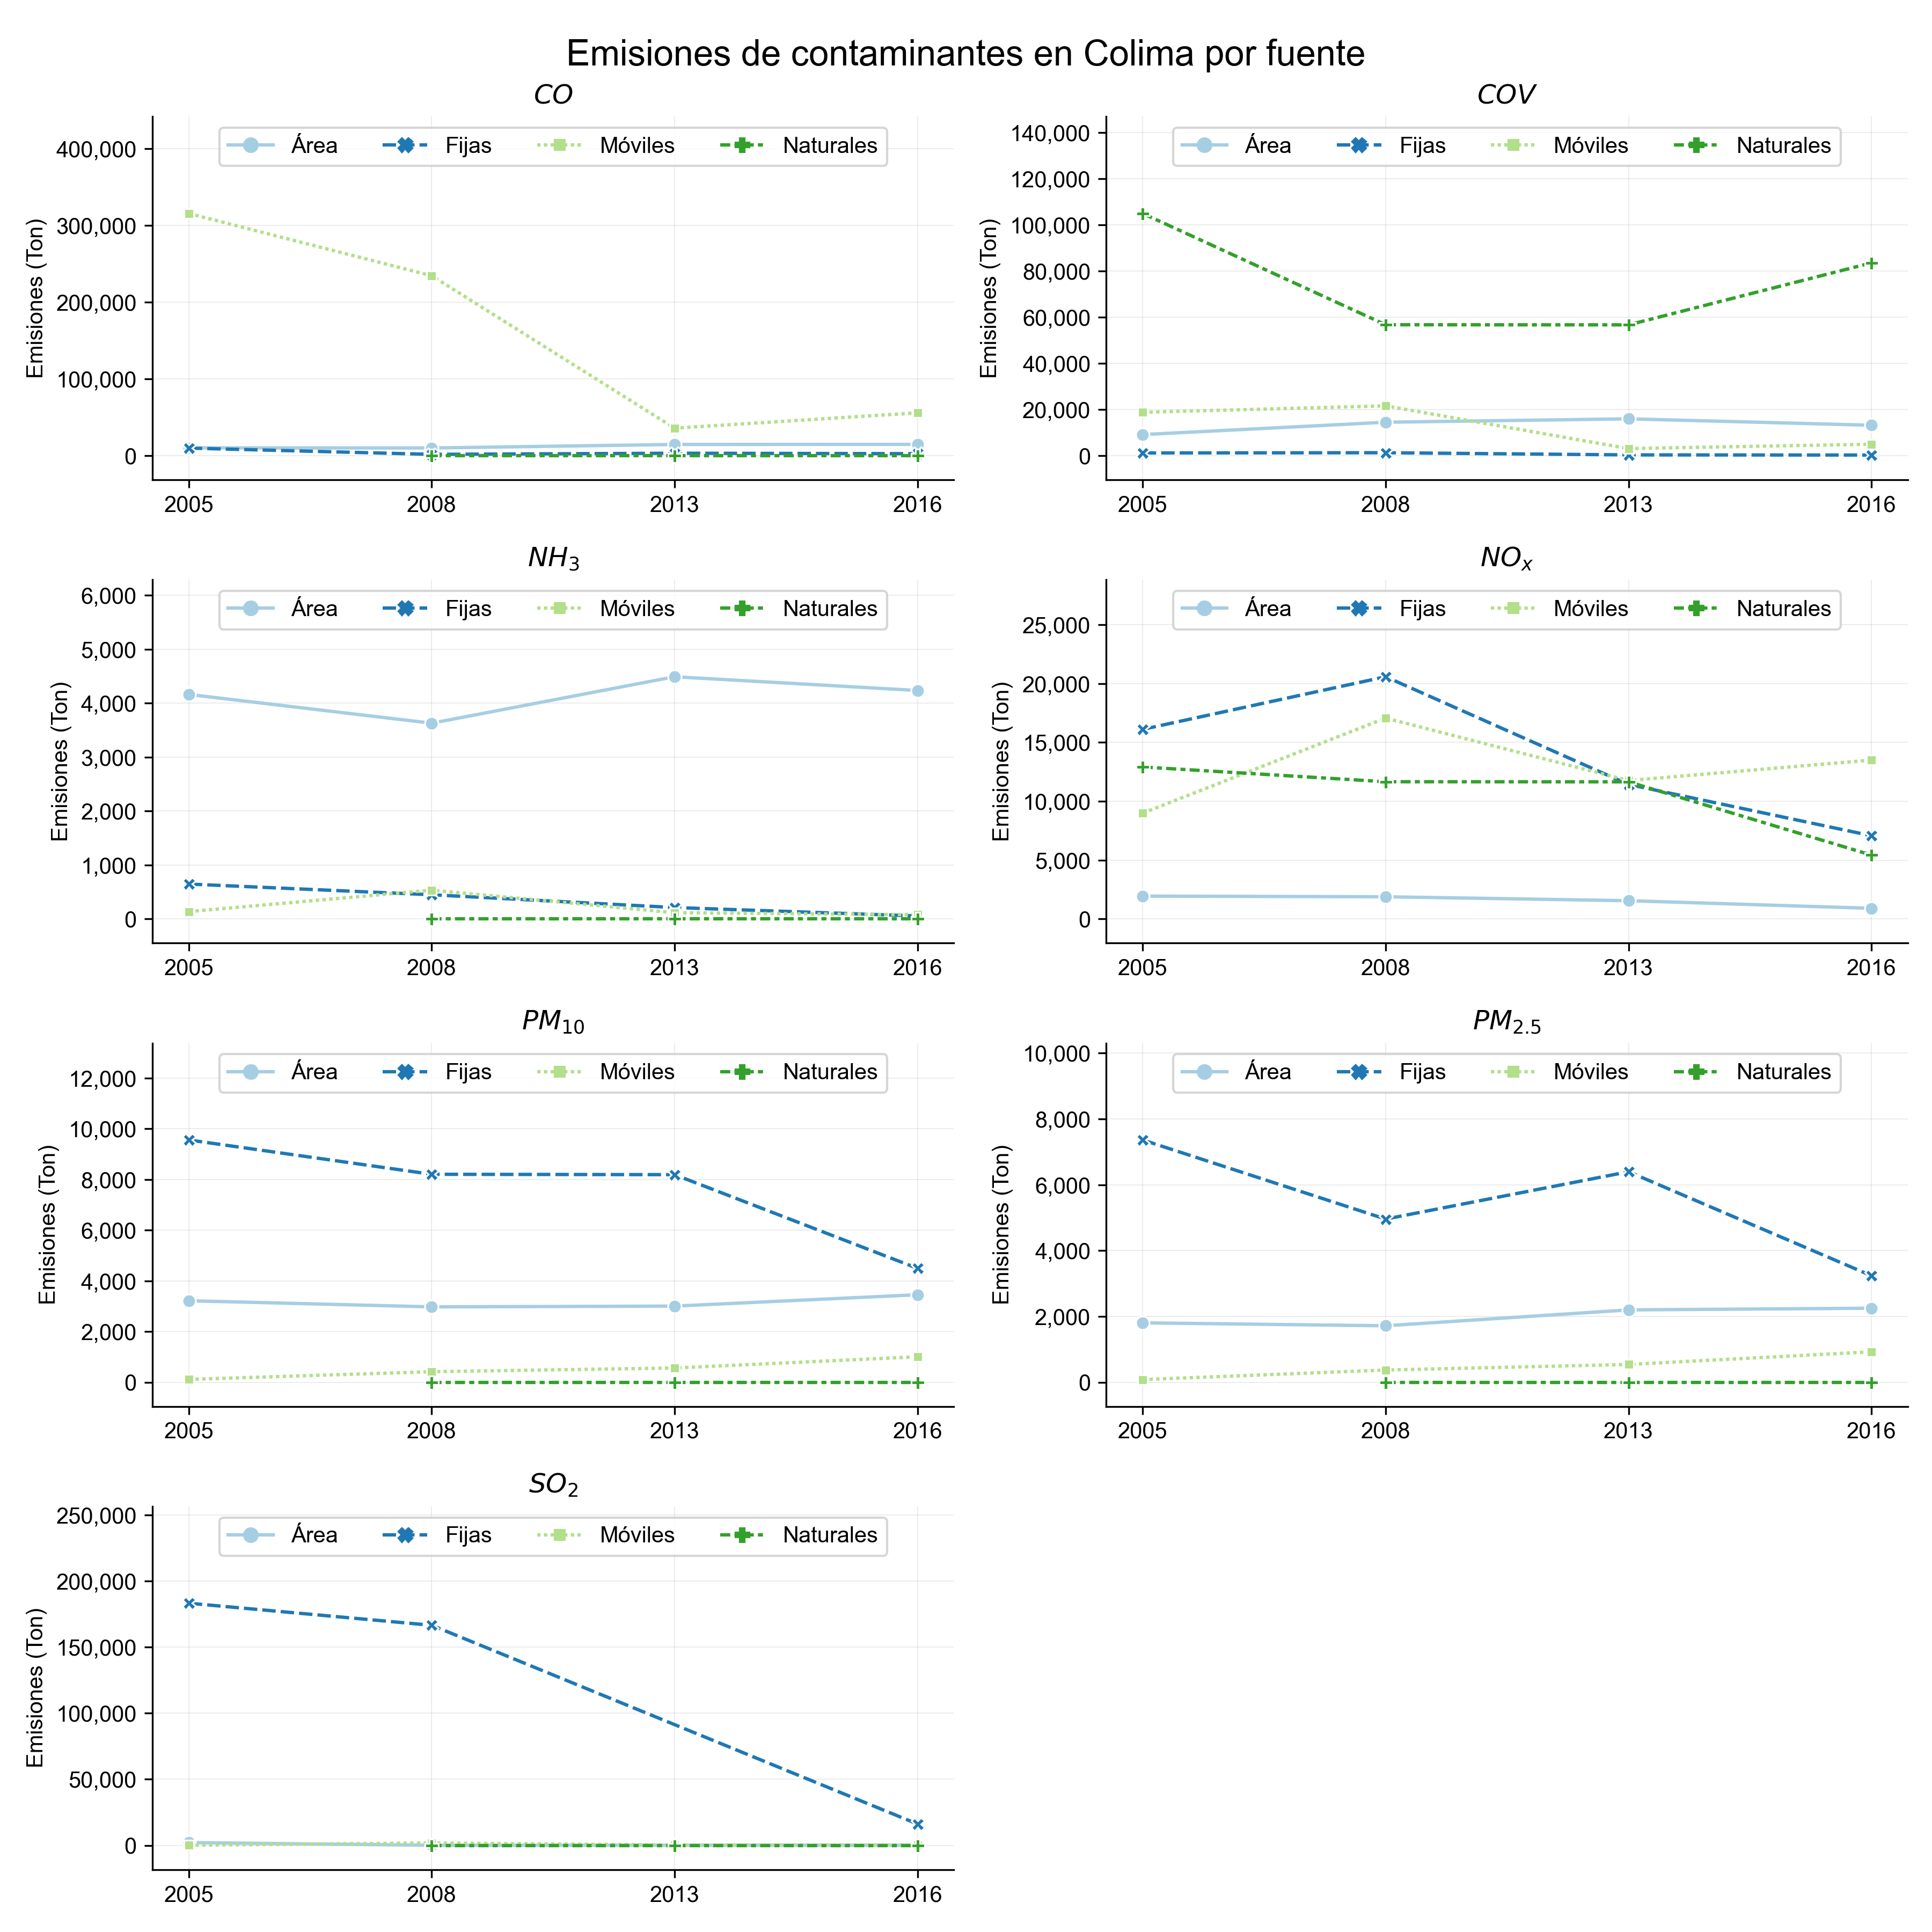 Emisiones de contaminantes en Colima por fuente
CO
Área Fijas Móviles Naturales
400,000
300,000
200,000
100,000
0
Emisiones (Ton)
2005 2008 2013 2016
COV
Área Fijas Móviles Naturales
140,000
120,000
100,000
80,000
60,000
40,000
20,000
0
Emisiones (Ton)
2005 2008 2013 2016
NH3
Área Fijas Móviles Naturales
6,000
5,000
4,000
3,000
2,000
1,000
0
Emisiones (Ton)
2005 2008 2013 2016
NOx
Área Fijas Móviles Naturales
25,000
20,000
15,000
10,000
5,000
0
Emisiones (Ton)
2005 2008 2013 2016
PM10
Área Fijas Móviles Naturales
12,000
10,000
8,000
6,000
4,000
2,000
0
Emisiones (Ton)
2005 2008 2013 2016
PM2.5
Área Fijas Móviles Naturales
10,000
8,000
6,000
4,000
2,000
0
Emisiones (Ton)
2005 2008 2013 2016
SO2
Área Fijas Móviles Naturales
250,000
200,000
150,000
100,000
50,000
0
Emisiones (Ton)
2005 2008 2013 2016